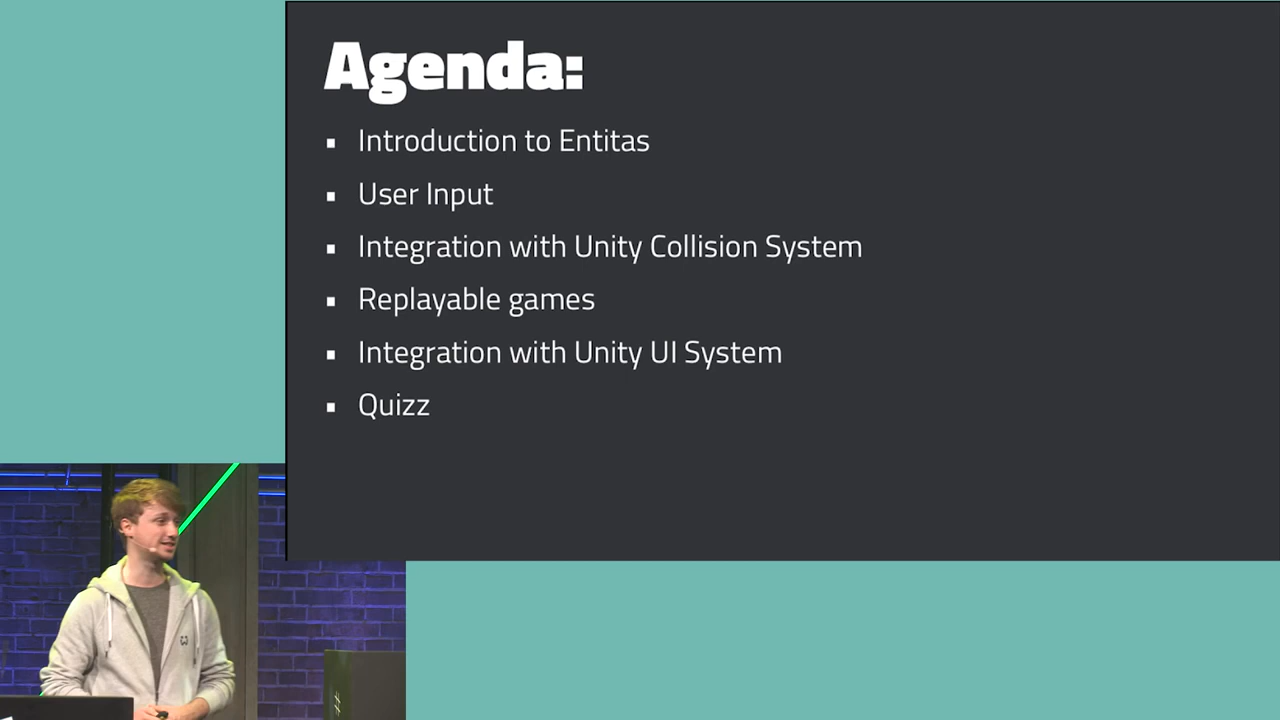 Agenda:
Introduction to Entitas
User Input
Integration with Unity Collision System
Replayable games
Integration with Unity UI System
Quizz